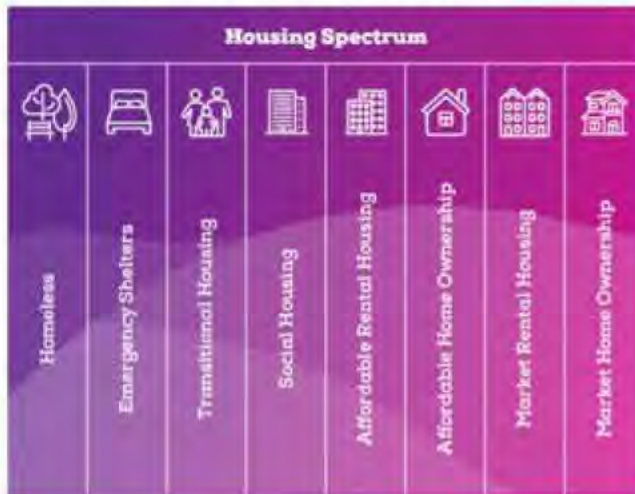 Housing Spectrum
Homeless
Emergency Shelters
Transitional Housing
Social Housing
Affordable Rental Housing
Affordable Home Ownership
Market Rental Housing
Market Home Ownership